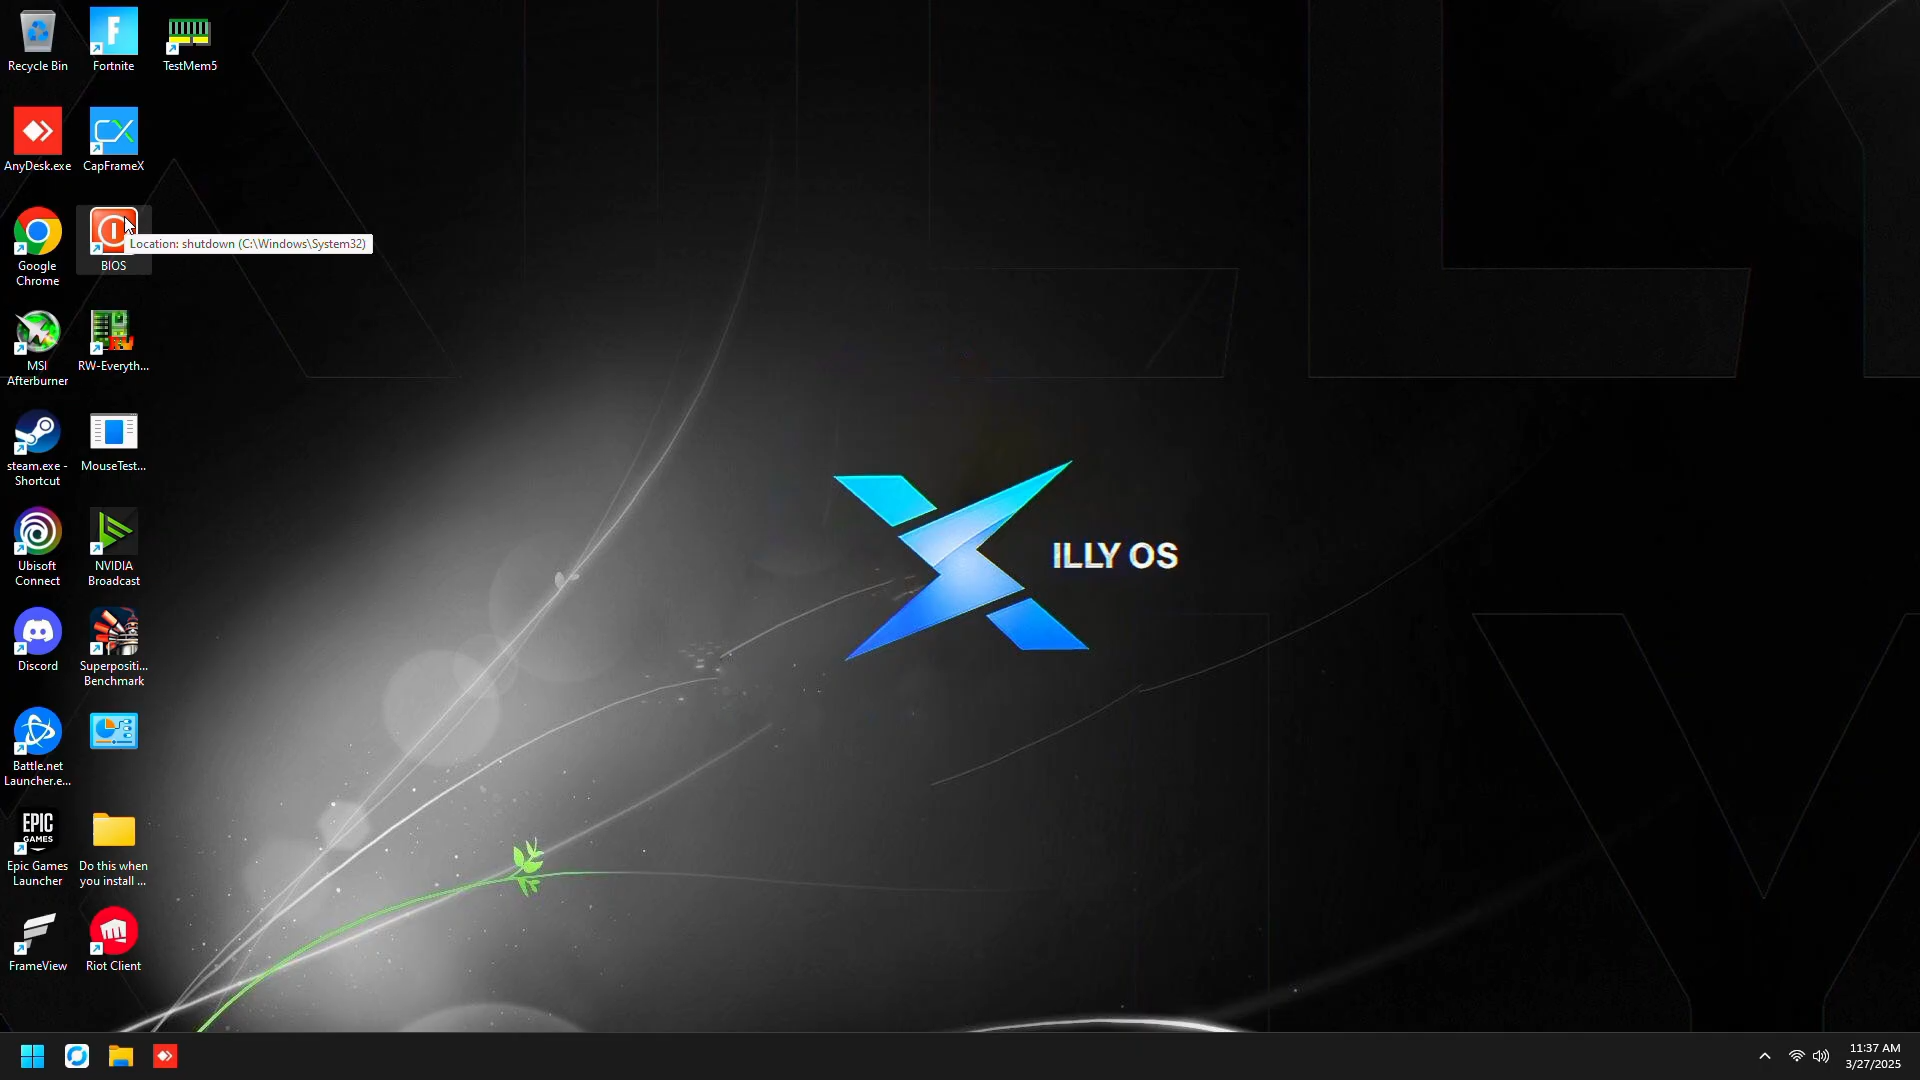 Recycle Bin
Fortnite
TestMem5
AnyDesk.exe
CapFrameX
Google
Chrome
BIOS
Location: shutdown (C:\Windows\System32)
MSI
Afterburner
RW-Everyth...
steam.exe -
Shortcut
MouseTest...
Ubisoft
Connect
NVIDIA
Broadcast
Discord
Superpositi...
Benchmark
Battle.net
Launcher.e...
EPIC
GAMES
Epic Games
Launcher
Do this when
you install ...
FrameView
Riot Client
ILLY OS
11:37 AM
3/27/2025